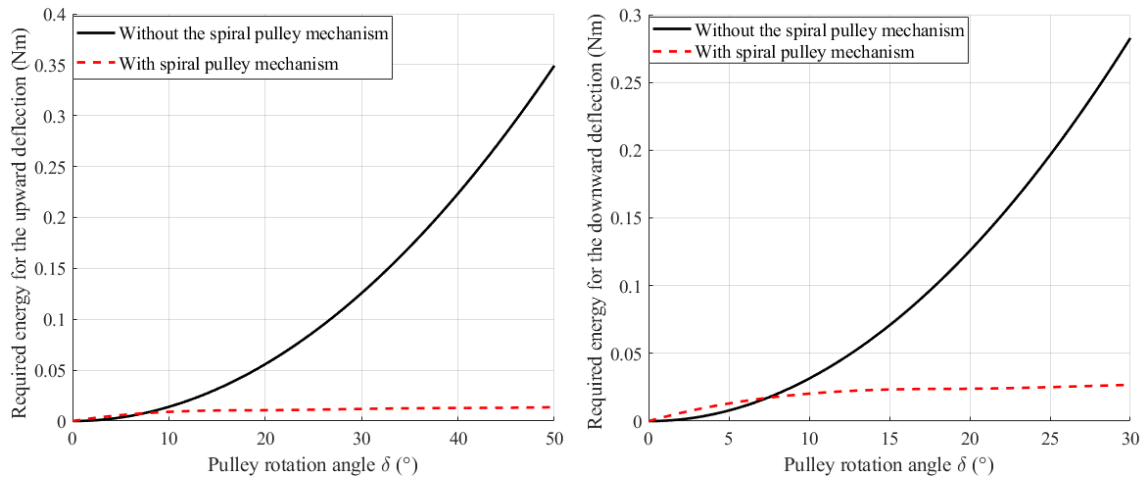 Required energy for the upward deflection (Nm)
0.4
0.35
0.3
0.25
0.2
0.15
0.1
0.05
0
Without the spiral pulley mechanism
With spiral pulley mechanism
0 10 20 30 40 50
Pulley rotation angle δ (°)
Required energy for the downward deflection (Nm)
0.3
0.25
0.2
0.15
0.1
0.05
0
Without the spiral pulley mechanism
With spiral pulley mechanism
0 5 10 15 20 25 30
Pulley rotation angle δ (°)